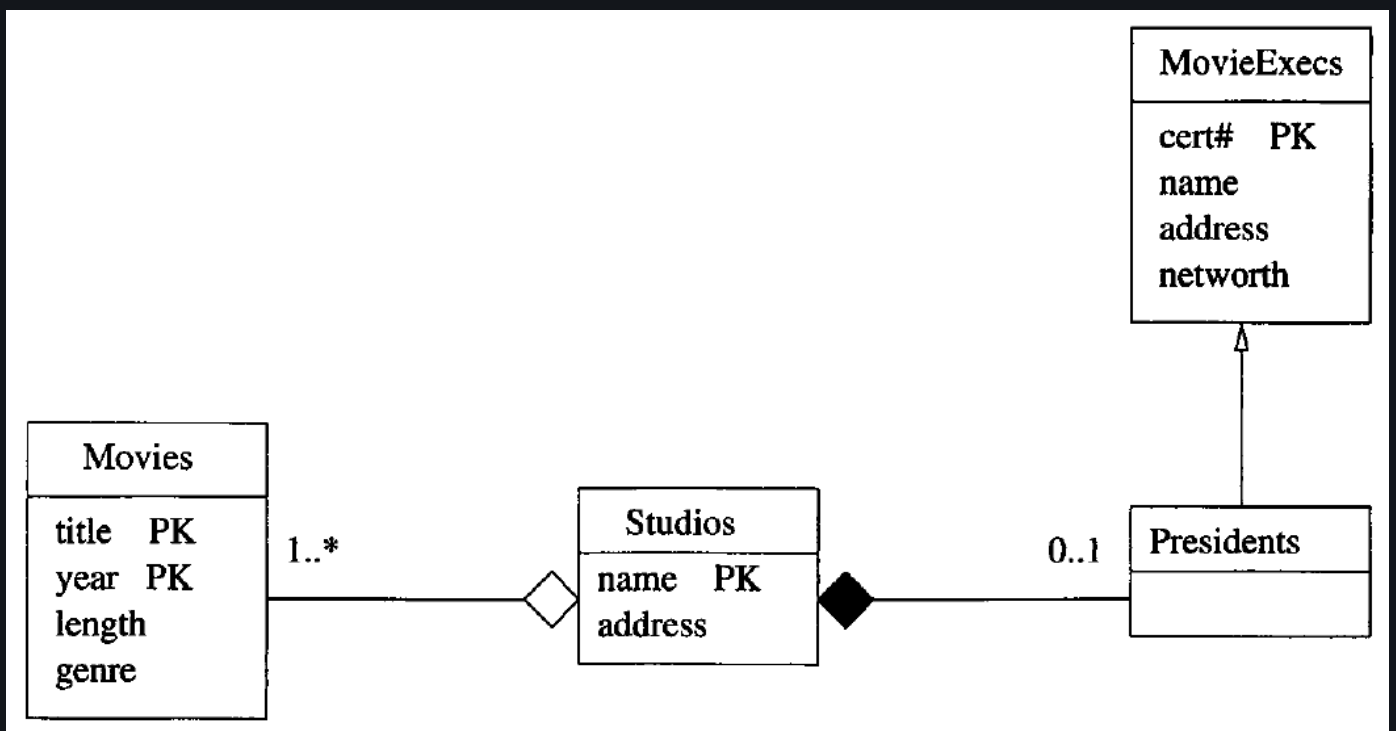 MovieExecs
cert# PK
name
address
networth
Movies
title PK
year PK
length
genre
1..*
Studios
name PK
address
0..1
Presidents